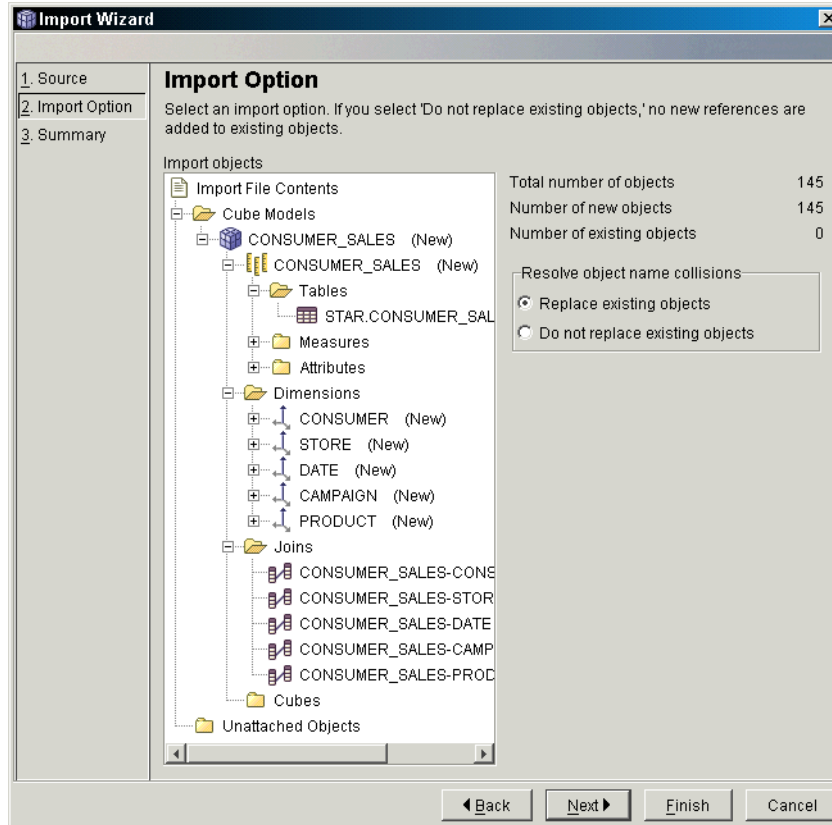 Import Wizard
1. Source
2. Import Option
3. Summary
Import Option
Select an import option. If you select 'Do not replace existing objects,' no new references are
added to existing objects.
Import objects
Import File Contents
Cube Models
CONSUMER_SALES (New)
CONSUMER_SALES (New)
Tables
STAR.CONSUMER_SAL
Measures
Attributes
Dimensions
CONSUMER (New)
STORE (New)
DATE (New)
CAMPAIGN (New)
PRODUCT (New)
Joins
CONSUMER_SALES-CONS
CONSUMER_SALES-STOR
CONSUMER_SALES-DATE
CONSUMER_SALES-CAMP
CONSUMER_SALES-PROD
Cubes
Unattached Objects
Total number of objects 145
Number of new objects 145
Number of existing objects 0
Resolve object name collisions
Replace existing objects
Do not replace existing objects
Back Next Finish Cancel